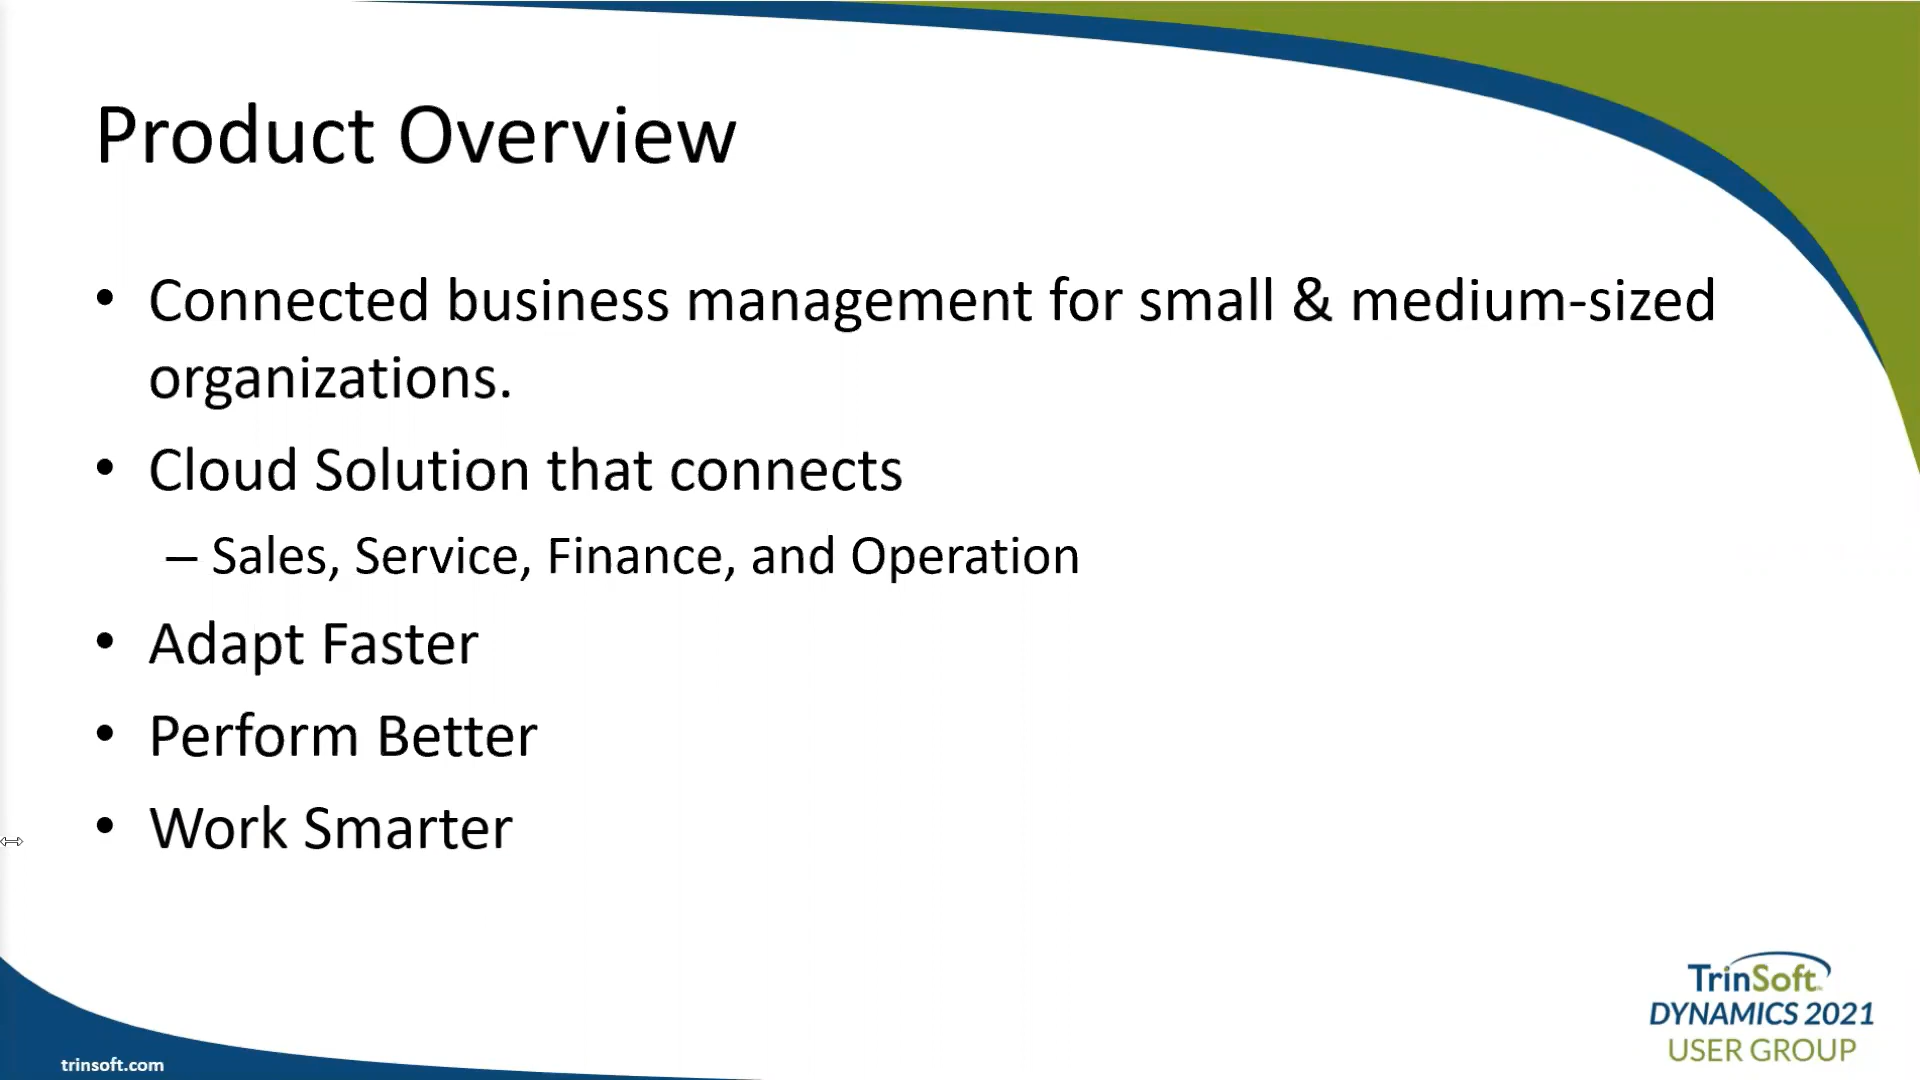 Product Overview
• Connected business management for small & medium-sized
organizations.
• Cloud Solution that connects
– Sales, Service, Finance, and Operation
• Adapt Faster
• Perform Better
• Work Smarter
TrinSoft
DYNAMICS 2021
USER GROUP
trinsoft.com